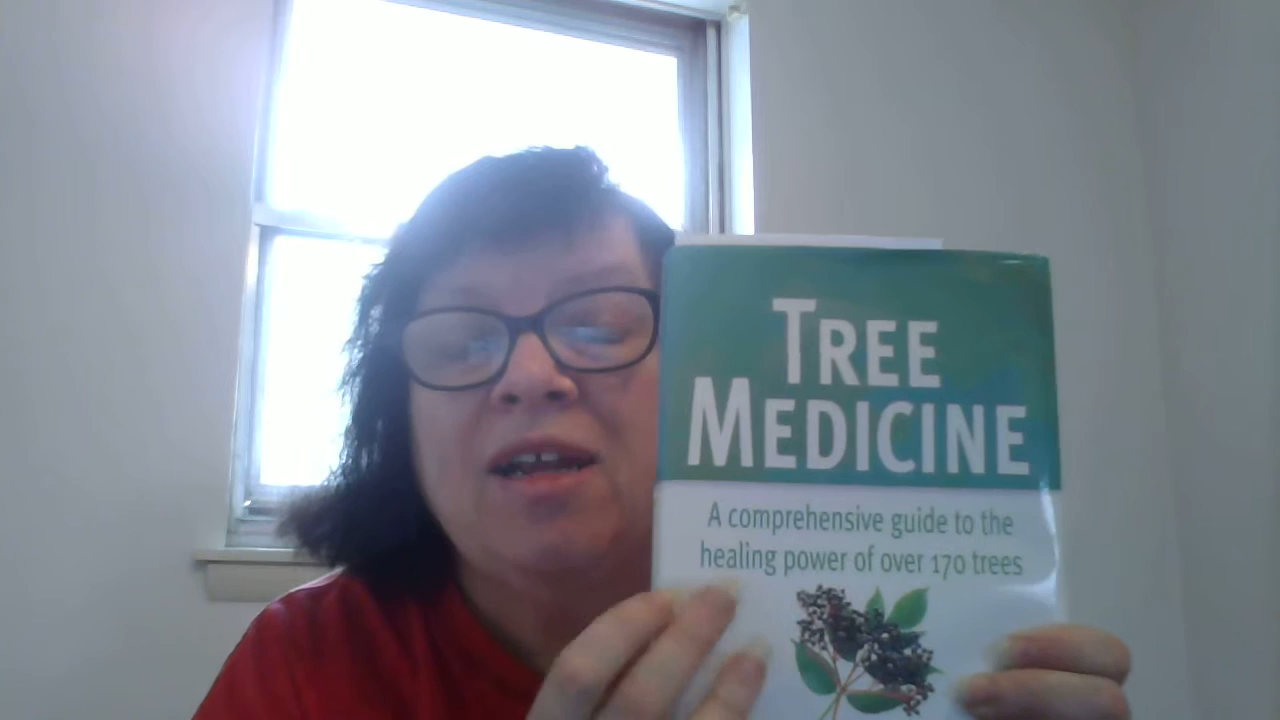 TREE
MEDICINE
A comprehensive guide to the
healing power of over 170 trees